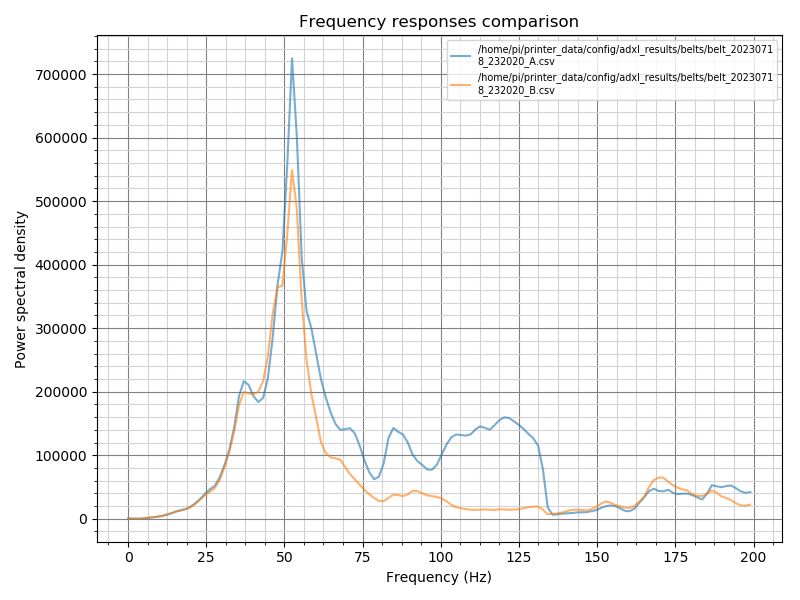 Frequency responses comparison
/home/pi/printer_data/config/adxl_results/belts/belt_2023071
8_232020_A.csv
/home/pi/printer_data/config/adxl_results/belts/belt_2023071
8_232020_B.csv
Power spectral density
700000
600000
500000
400000
300000
200000
100000
0
0 25 50 75 100 125 150 175 200
Frequency (Hz)